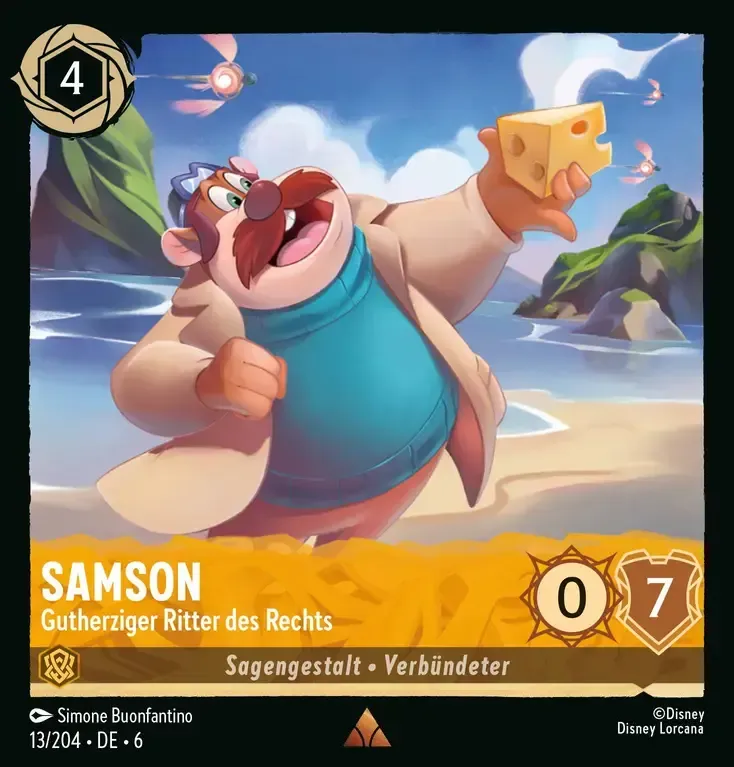 4
SAMSON
Gutherziger Ritter des Rechts
0
7
Sagengestalt • Verbündeter
Simone Buonfantino
13/204 • DE • 6
©Disney
Disney Lorcana